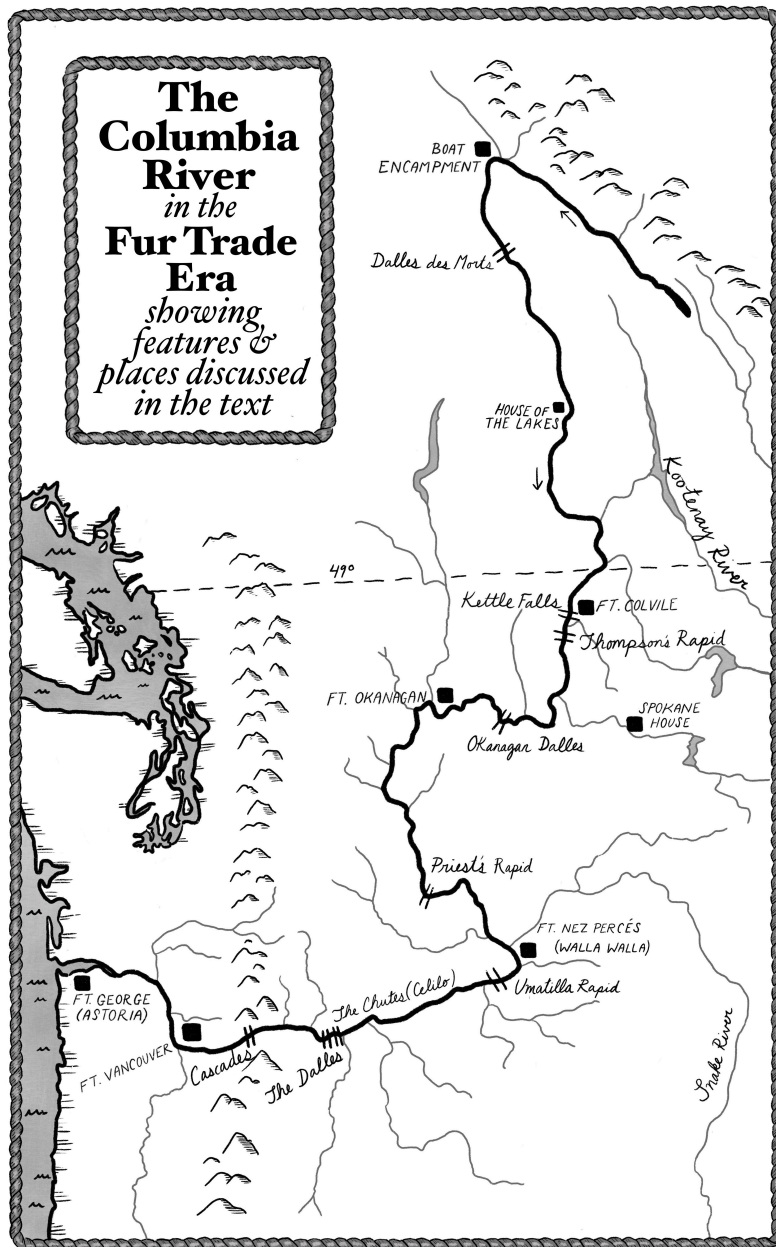 The
Columbia
River
in the
Fur Trade
Era
showing
features &
places discussed
in the text
BOAT
ENCAMPMENT
Dalles des Morts
HOUSE OF
THE LAKES
Kootenay River
49°
Kettle Falls
FT. COLVILE
Thompson's Rapid
FT. OKANAGAN
SPOKANE
HOUSE
Okanagan Dalles
Priest's Rapid
FT. NEZ PERCÉS
(WALLA WALLA)
Umatilla Rapid
The Chutes (Celilo)
FT. GEORGE
(ASTORIA)
FT. VANCOUVER
Cascades
The Dalles
Snake River